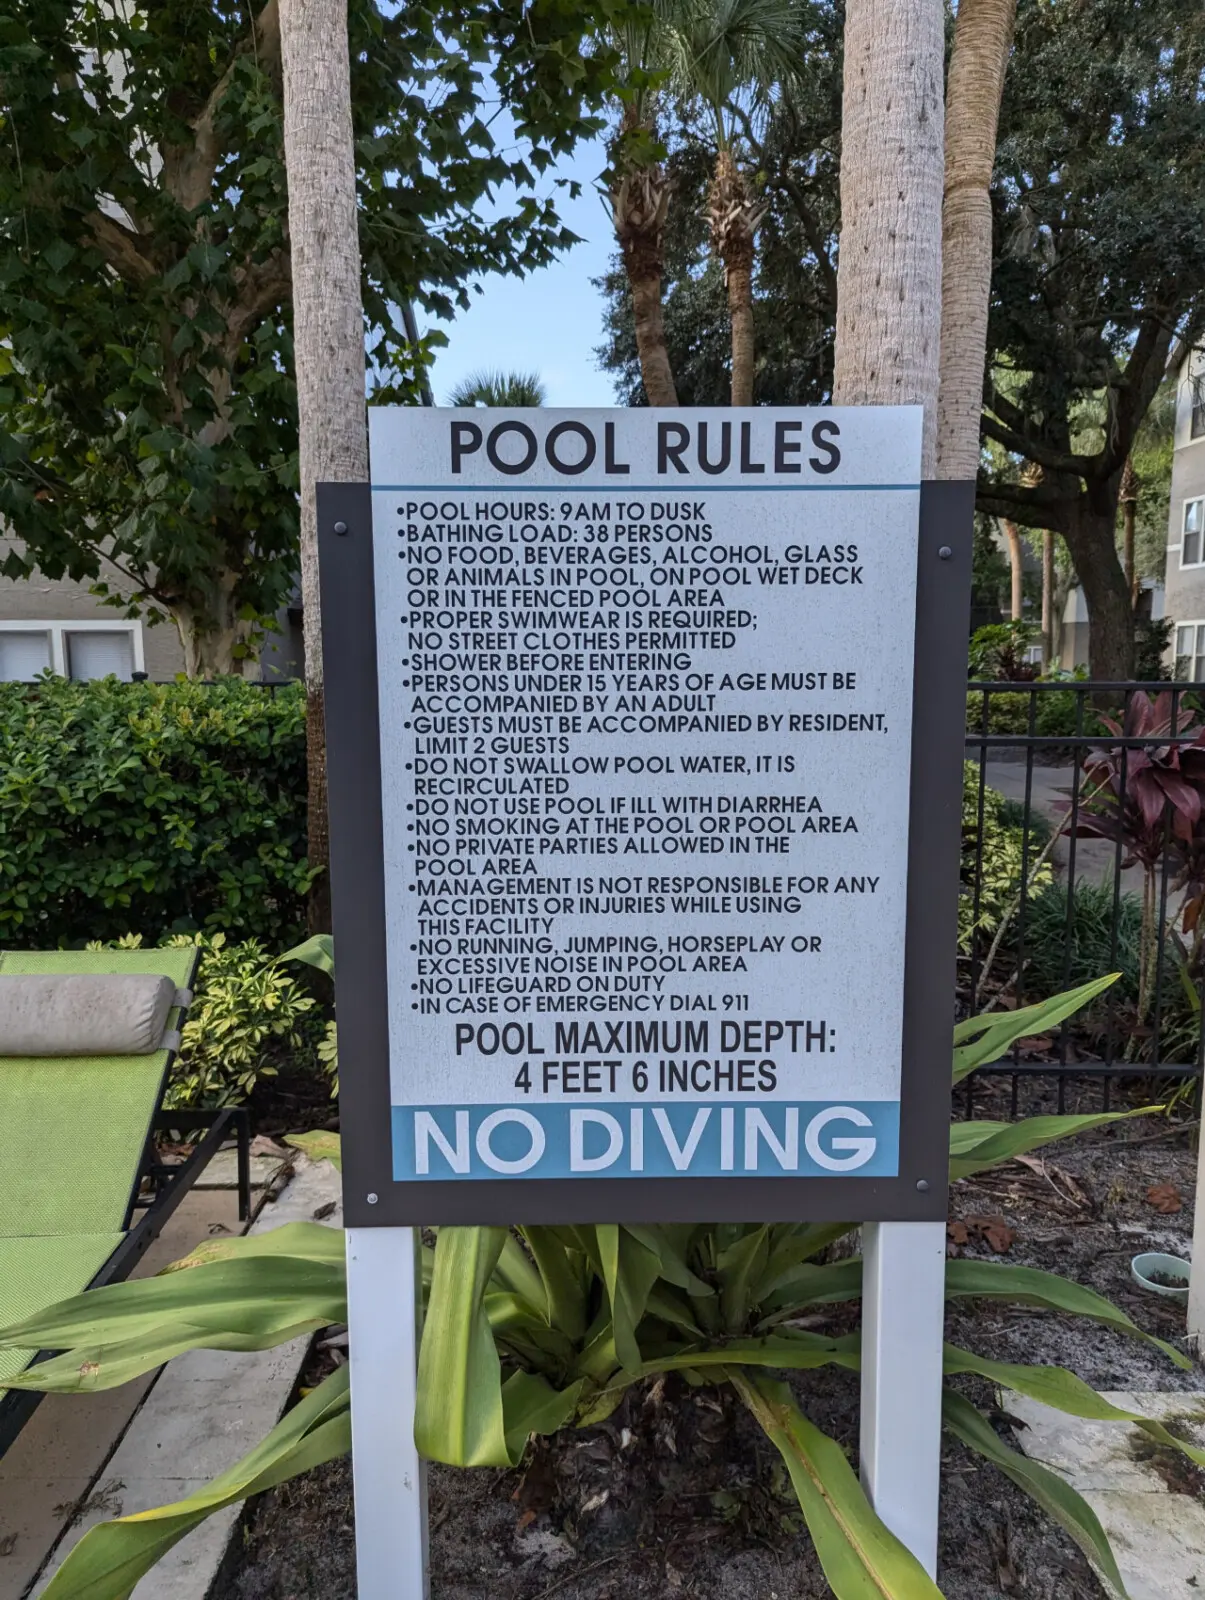 POOL RULES
•POOL HOURS: 9AM TO DUSK
•BATHING LOAD: 38 PERSONS
•NO FOOD, BEVERAGES, ALCOHOL, GLASS
OR ANIMALS IN POOL, ON POOL WET DECK
OR IN THE FENCED POOL AREA
•PROPER SWIMWEAR IS REQUIRED;
NO STREET CLOTHES PERMITTED
•SHOWER BEFORE ENTERING
•PERSONS UNDER 15 YEARS OF AGE MUST BE
ACCOMPANIED BY AN ADULT
•GUESTS MUST BE ACCOMPANIED BY RESIDENT,
LIMIT 2 GUESTS
•DO NOT SWALLOW POOL WATER, IT IS
RECIRCULATED
•DO NOT USE POOL IF ILL WITH DIARRHEA
•NO SMOKING AT THE POOL OR POOL AREA
•NO PRIVATE PARTIES ALLOWED IN THE
POOL AREA
•MANAGEMENT IS NOT RESPONSIBLE FOR ANY
ACCIDENTS OR INJURIES WHILE USING
THIS FACILITY
•NO RUNNING, JUMPING, HORSEPLAY OR
EXCESSIVE NOISE IN POOL AREA
•NO LIFEGUARD ON DUTY
•IN CASE OF EMERGENCY DIAL 911
POOL MAXIMUM DEPTH:
4 FEET 6 INCHES
NO DIVING